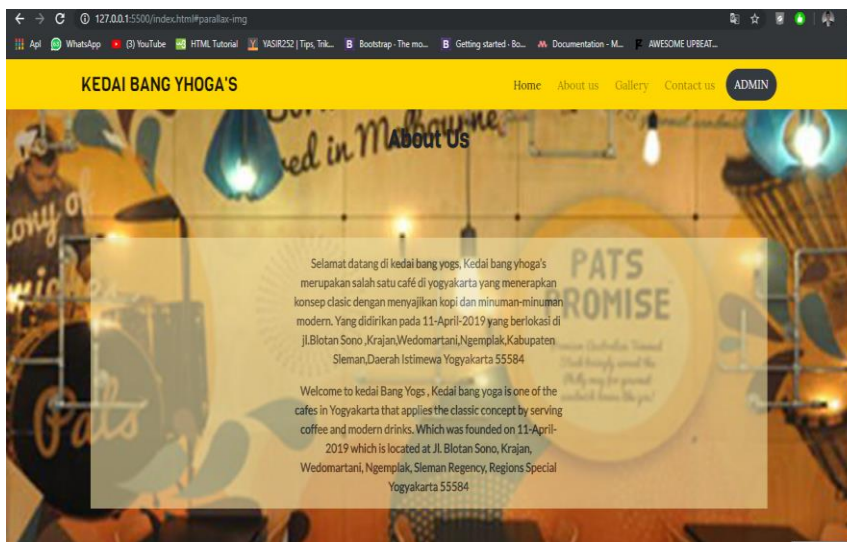 127.0.0.1:5500/index.html#parallax-img
Apl WhatsApp (3) YouTube HTML Tutorial YASIR252 | Tips, Trik... Bootstrap · The mo... Getting started · Bo... Documentation - M... AWESOME UPBEAT...
KEDAI BANG YHOGA'S
Home About us Gallery Contact us ADMIN
in Melbourne
About Us
PATS
PROMISE
Pats
Selamat datang di kedai bang yogs, Kedai bang yhoga's
merupakan salah satu café di yogyakarta yang menerapkan
konsep clasic dengan menyajikan kopi dan minuman-minuman
modern. Yang didirikan pada 11-April-2019 yang berlokasi di
jl.Blotan Sono ,Krajan,Wedomartani,Ngemplak,Kabupaten
Sleman,Daerah Istimewa Yogyakarta 55584
Welcome to kedai Bang Yogs , Kedai bang yoga is one of the
cafes in Yogyakarta that applies the classic concept by serving
coffee and modern drinks. Which was founded on 11-April-
2019 which is located at Jl. Blotan Sono, Krajan,
Wedomartani, Ngemplak, Sleman Regency, Regions Special
Yogyakarta 55584